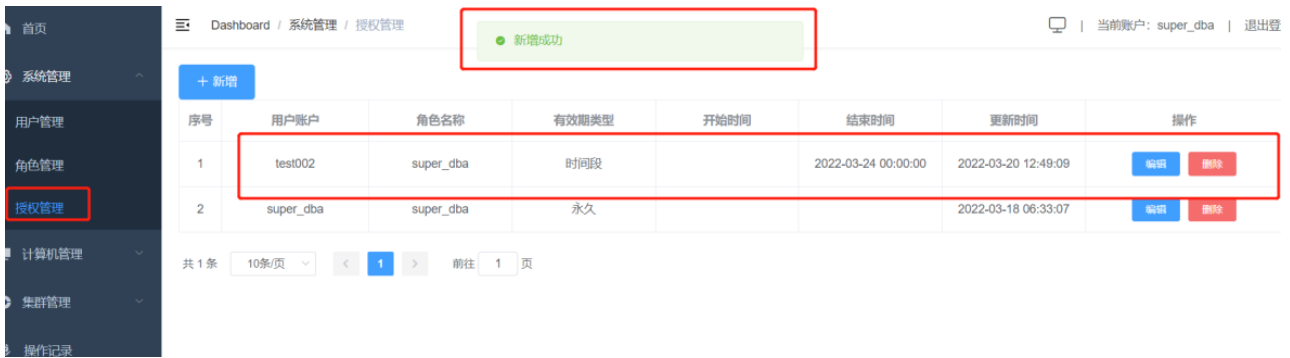 首页
系统管理
用户管理
角色管理
授权管理
计算机管理
集群管理
操作记录
Dashboard / 系统管理 / 授权管理
新增成功
| 当前账户: super_dba | 退出登
+ 新增
序号 用户账户 角色名称 有效期类型 开始时间 结束时间 更新时间 操作
1 test002 super_dba 时间段 2022-03-24 00:00:00 2022-03-20 12:49:09 编辑 删除
2 super_dba super_dba 永久 2022-03-18 06:33:07 编辑 删除
共 1 条 10条/页 < 1 > 前往 1 页